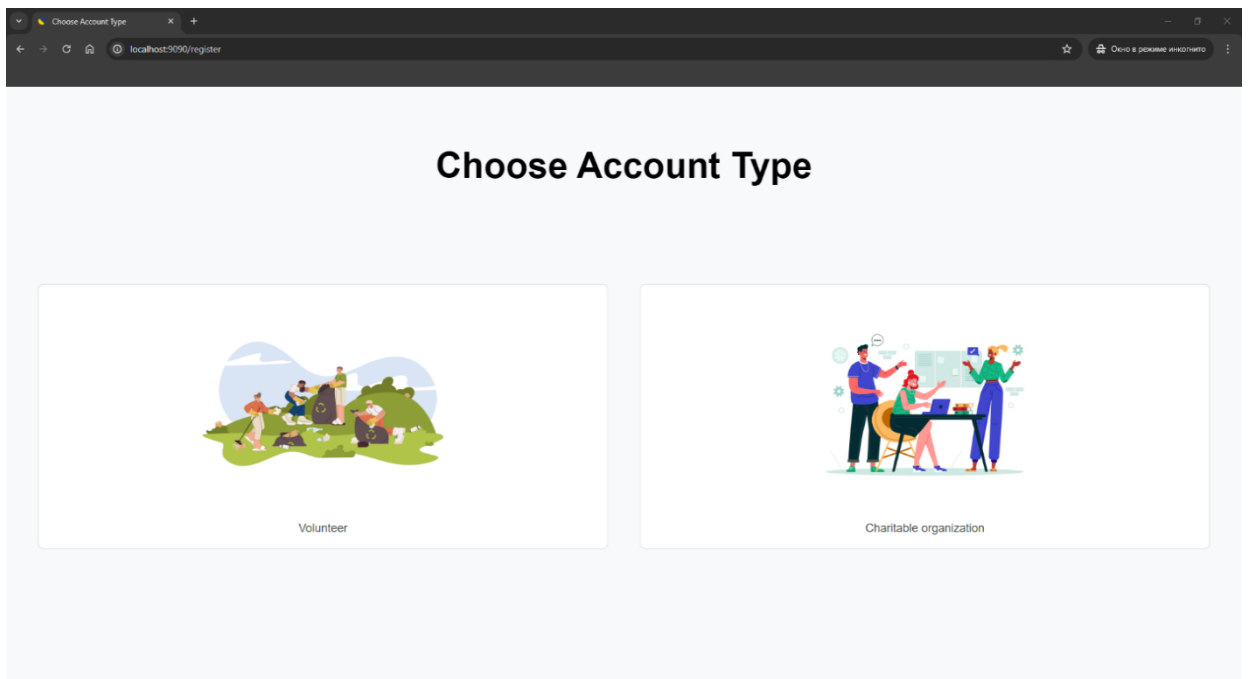 Choose Account Type
localhost:9090/register
Окно в режиме инкогнито
Choose Account Type
Volunteer
Charitable organization